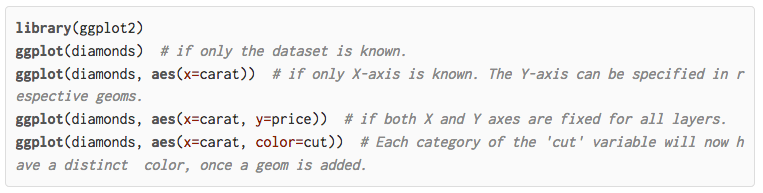 library(ggplot2)
ggplot(diamonds)  # if only the dataset is known.
ggplot(diamonds, aes(x=carat))  # if only X-axis is known. The Y-axis can be specified in r
espective geoms.
ggplot(diamonds, aes(x=carat, y=price))  # if both X and Y axes are fixed for all layers.
ggplot(diamonds, aes(x=carat, color=cut))  # Each category of the 'cut' variable will now h
ave a distinct  color, once a geom is added.